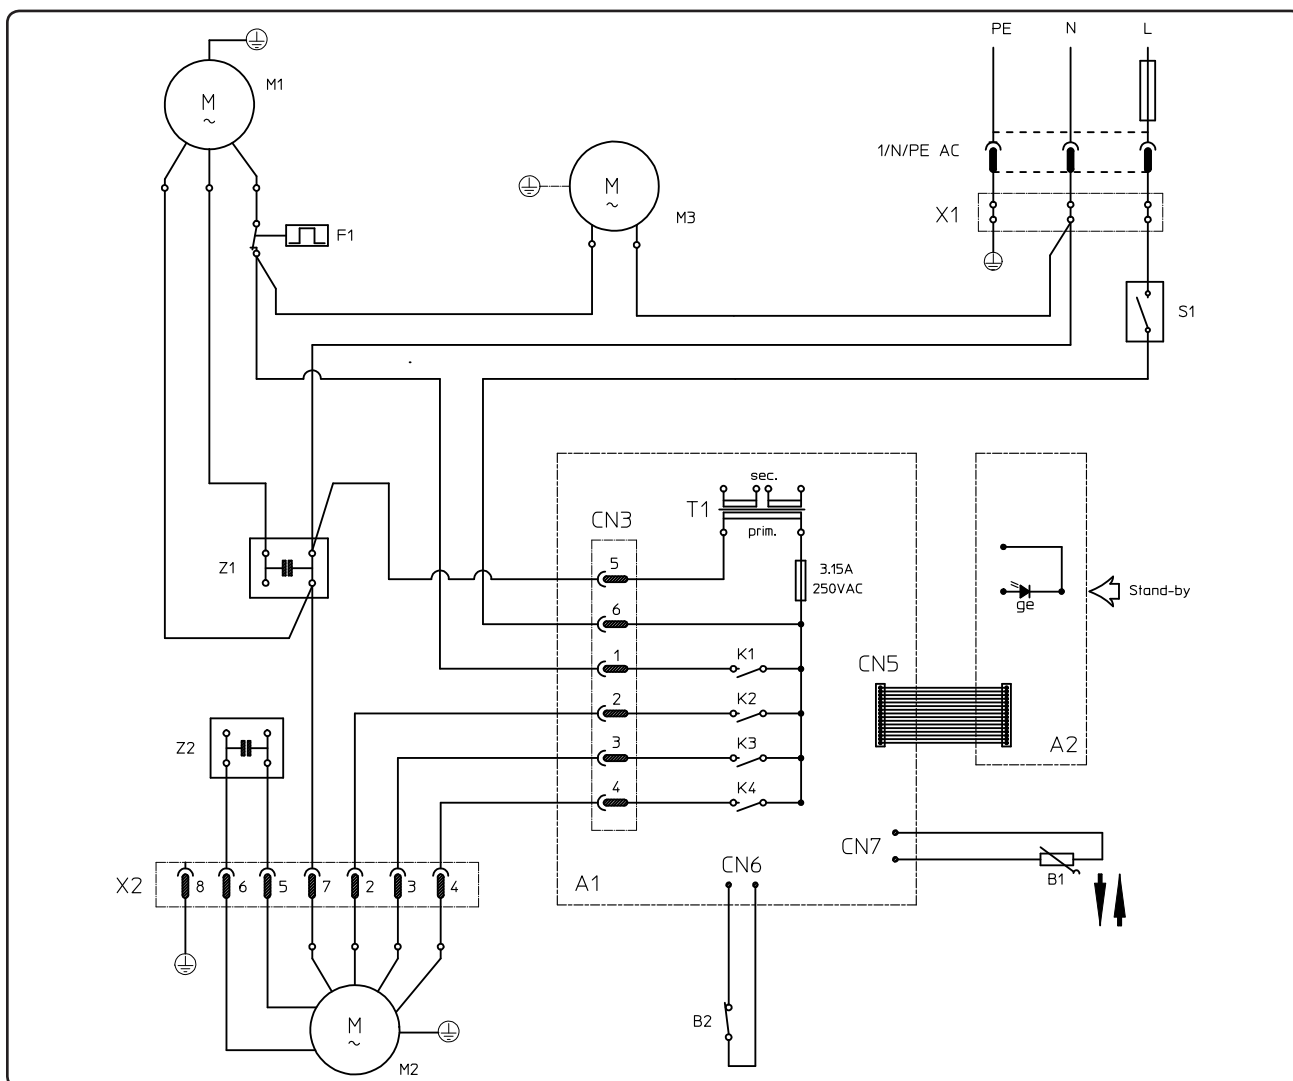 PE N L
M1
M
~
1/N/PE AC
M
~
M3
X1
F1
S1
sec.
T1
prim.
CN3
Z1
5
3.15A
250VAC
ge
Stand-by
6
1 K1
CN5
2 K2
Z2
3 K3
A2
4 K4
CN7
CN6
X2
8 6 5 7 2 3 4
A1
B1
B2
M
~
M2